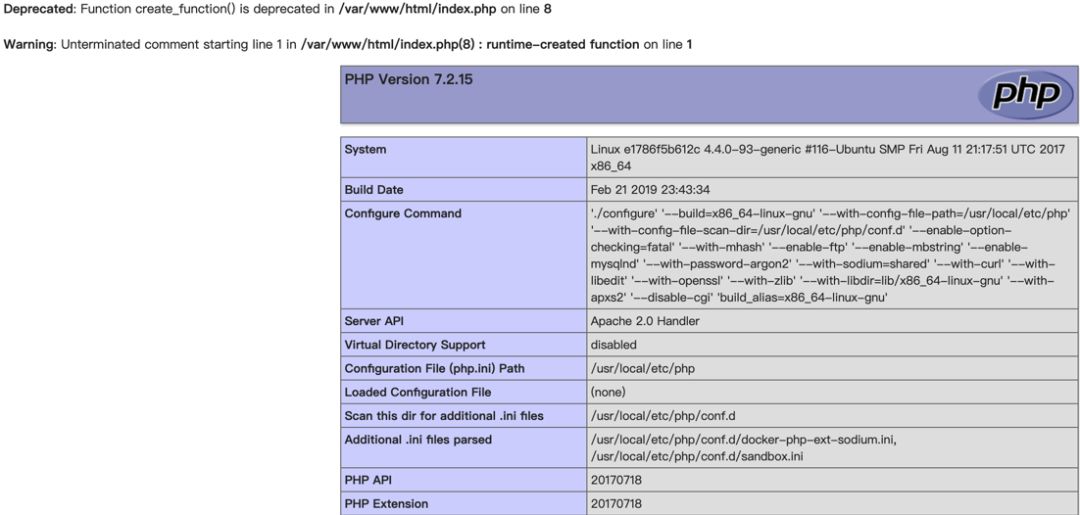 Deprecated: Function create_function() is deprecated in /var/www/html/index.php on line 8
Warning: Unterminated comment starting line 1 in /var/www/html/index.php(8) : runtime-created function on line 1
PHP Version 7.2.15
php
System
Linux e1786f5b612c 4.4.0-93-generic #116-Ubuntu SMP Fri Aug 11 21:17:51 UTC 2017
x86_64
Build Date
Feb 21 2019 23:43:34
Configure Command
'./configure' '--build=x86_64-linux-gnu' '--with-config-file-path=/usr/local/etc/php'
'--with-config-file-scan-dir=/usr/local/etc/php/conf.d' '--enable-option-
checking=fatal' '--with-mhash' '--enable-ftp' '--enable-mbstring' '--enable-
mysqlnd' '--with-password-argon2' '--with-sodium=shared' '--with-curl' '--with-
libedit' '--with-openssl' '--with-zlib' '--with-libdir=lib/x86_64-linux-gnu' '--with-
apxs2' '--disable-cgi' 'build_alias=x86_64-linux-gnu'
Server API
Apache 2.0 Handler
Virtual Directory Support
disabled
Configuration File (php.ini) Path
/usr/local/etc/php
Loaded Configuration File
(none)
Scan this dir for additional .ini files
/usr/local/etc/php/conf.d
Additional .ini files parsed
/usr/local/etc/php/conf.d/docker-php-ext-sodium.ini,
/usr/local/etc/php/conf.d/sandbox.ini
PHP API
20170718
PHP Extension
20170718